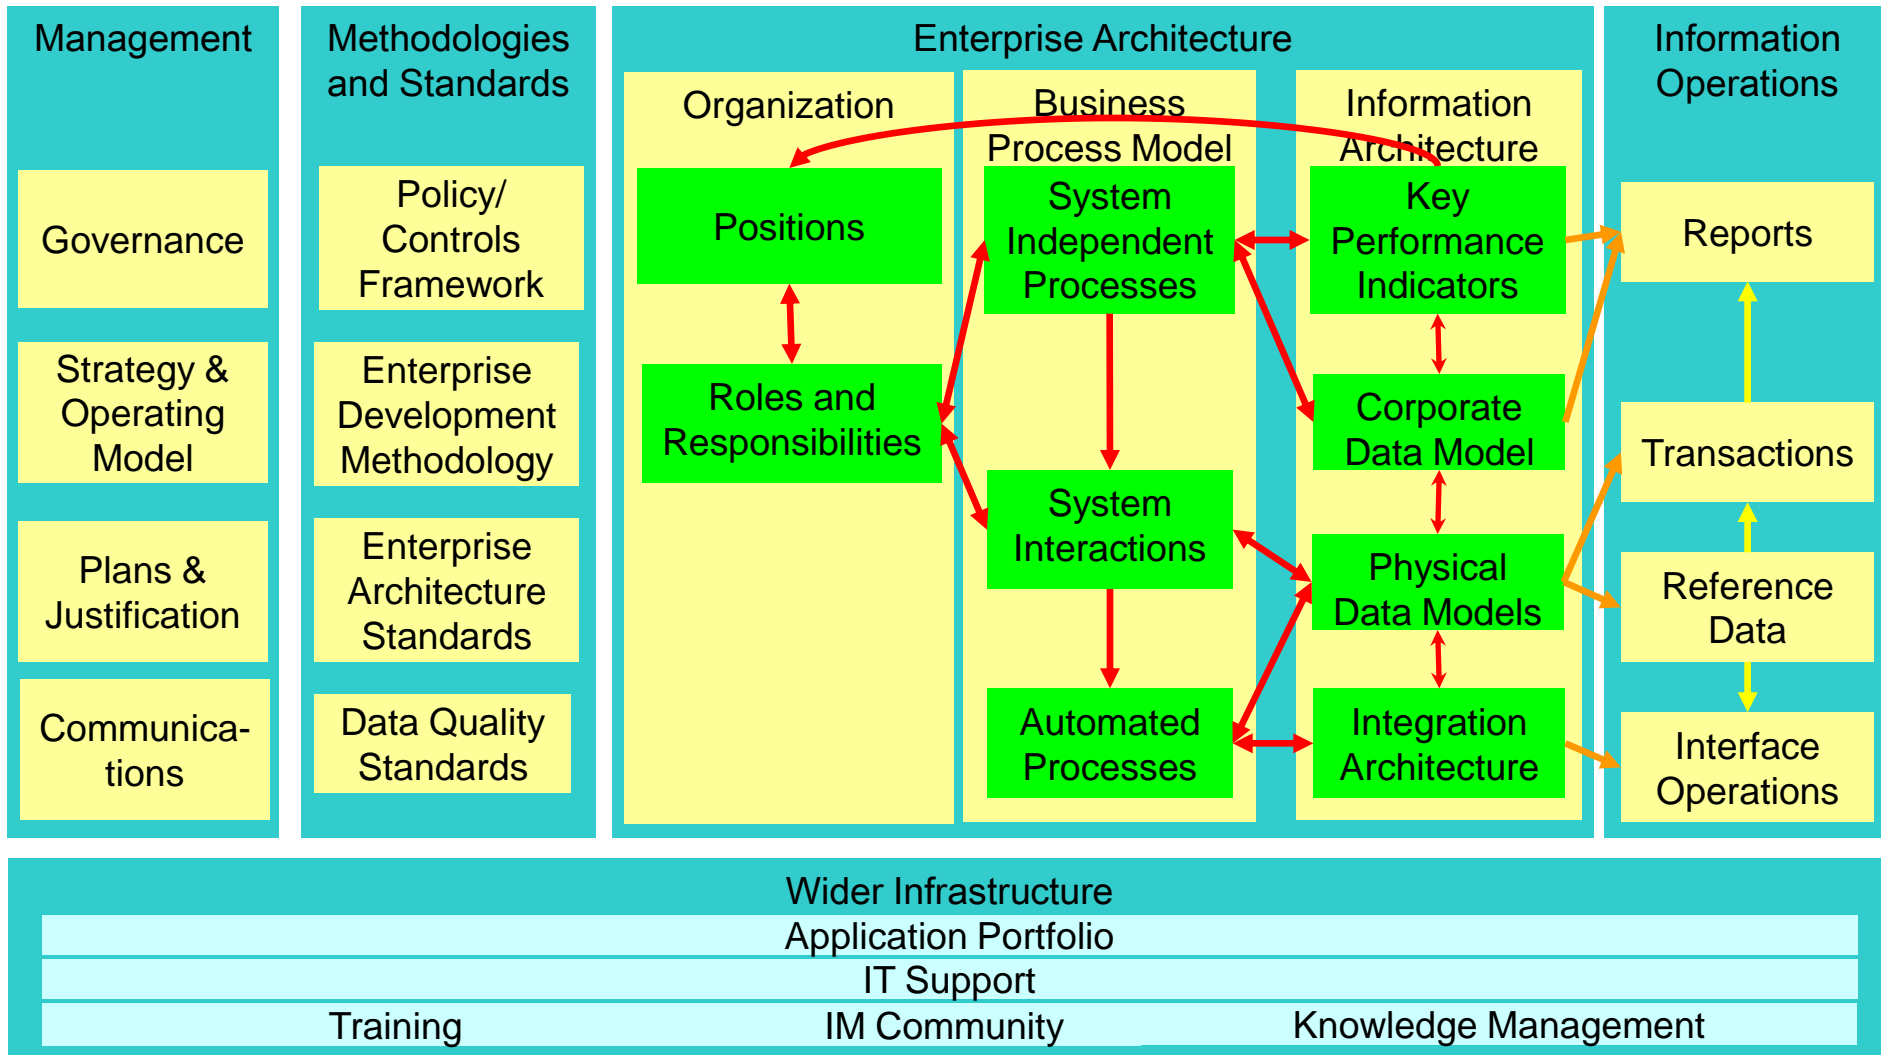 Management
Governance
Strategy &
Operating
Model
Plans &
Justification
Communica-
tions
Methodologies
and Standards
Policy/
Controls
Framework
Enterprise
Development
Methodology
Enterprise
Architecture
Standards
Data Quality
Standards
Enterprise Architecture
Organization
Positions
Roles and
Responsibilities
Business
Process Model
System
Independent
Processes
System
Interactions
Automated
Processes
Information
Architecture
Key
Performance
Indicators
Corporate
Data Model
Physical
Data Models
Integration
Architecture
Information
Operations
Reports
Transactions
Reference
Data
Interface
Operations
Wider Infrastructure
Application Portfolio
IT Support
Training IM Community Knowledge Management